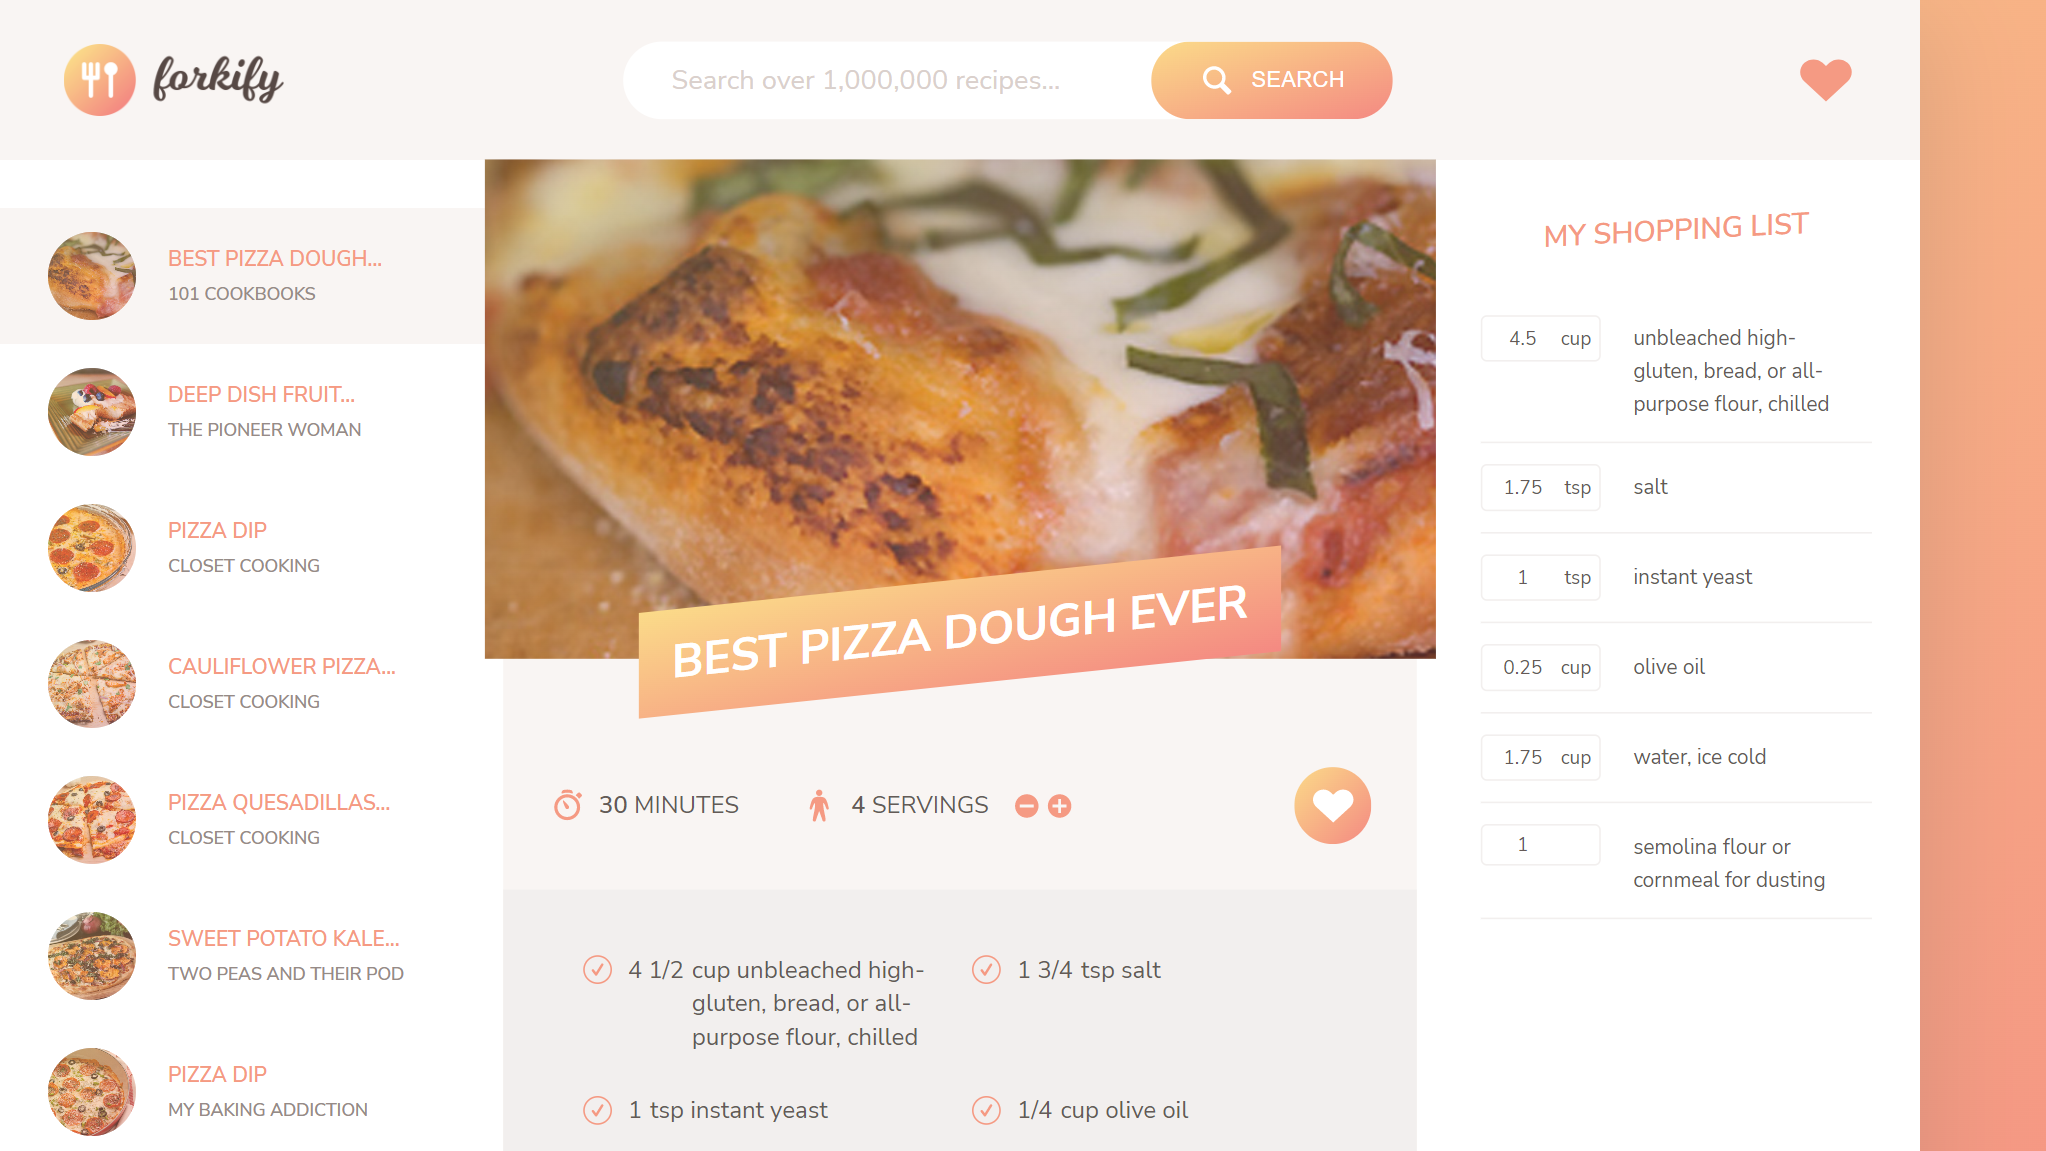 forkify
Search over 1,000,000 recipes...
SEARCH
BEST PIZZA DOUGH...
101 COOKBOOKS
DEEP DISH FRUIT...
THE PIONEER WOMAN
PIZZA DIP
CLOSET COOKING
CAULIFLOWER PIZZA...
CLOSET COOKING
PIZZA QUESADILLAS...
CLOSET COOKING
SWEET POTATO KALE...
TWO PEAS AND THEIR POD
PIZZA DIP
MY BAKING ADDICTION
BEST PIZZA DOUGH EVER
30 MINUTES
4 SERVINGS
4 1/2 cup unbleached high-
gluten, bread, or all-
purpose flour, chilled
1 3/4 tsp salt
1 tsp instant yeast
1/4 cup olive oil
MY SHOPPING LIST
4.5 cup unbleached high-
gluten, bread, or all-
purpose flour, chilled
1.75 tsp salt
1 tsp instant yeast
0.25 cup olive oil
1.75 cup water, ice cold
1 semolina flour or
cornmeal for dusting